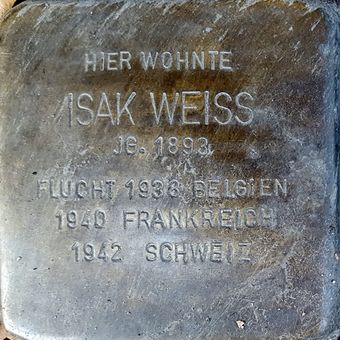 HIER WOHNTE
ISAK WEISS
JG. 1893
FLUCHT 1938 BELGIEN
1940 FRANKREICH
1942 SCHWEIZ